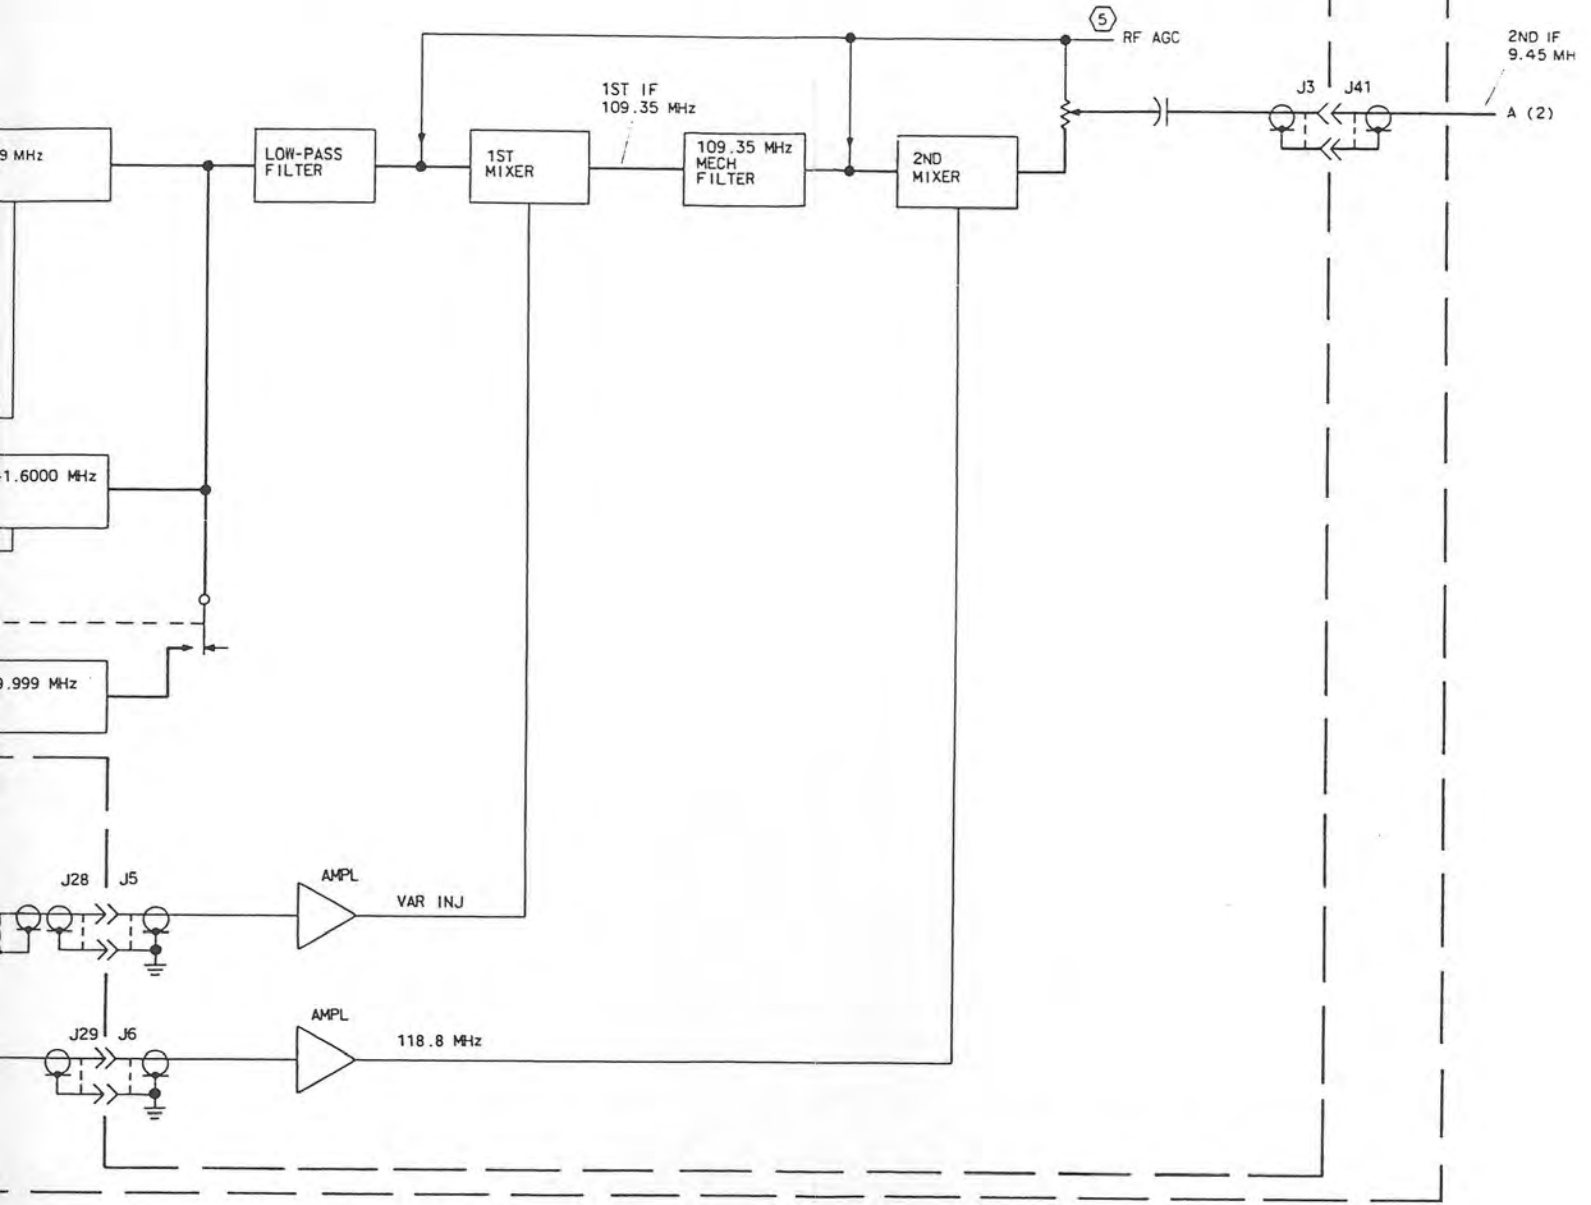 5
RF AGC
2ND IF
9.45 MH
A (2)
J3
J41
1ST IF
109.35 MHz
9 MHz
LOW-PASS
FILTER
1ST
MIXER
109.35 MHz
MECH
FILTER
2ND
MIXER
-1.6000 MHz
9.999 MHz
J28
J5
AMPL
VAR INJ
J29
J6
AMPL
118.8 MHz